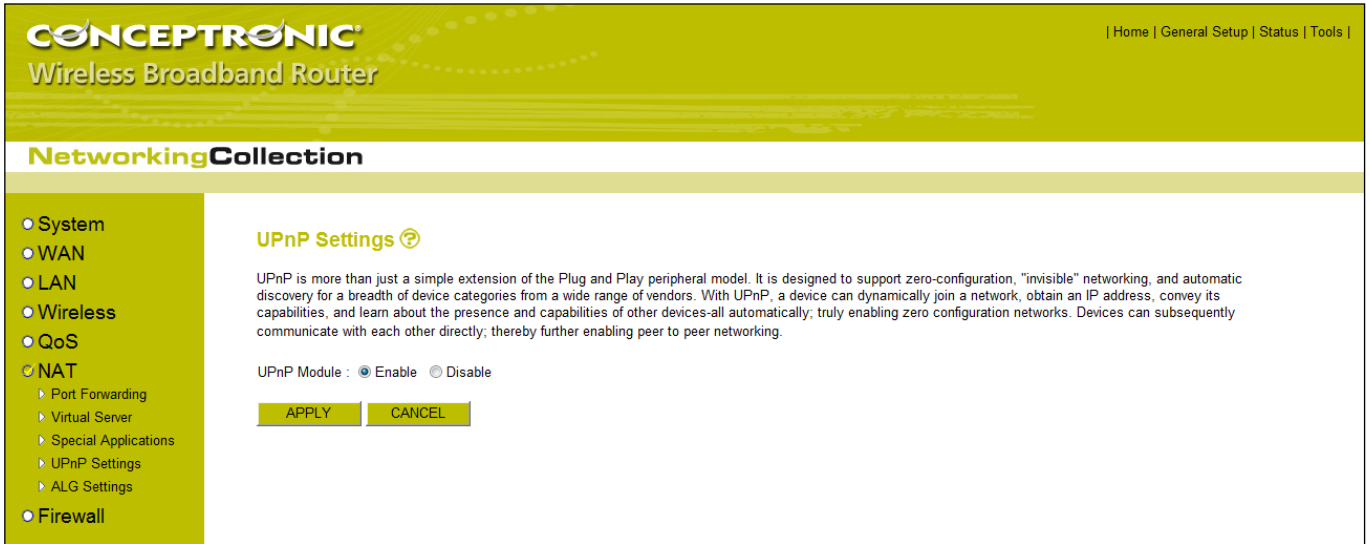 CONCEPTRONIC®
| Home | General Setup | Status | Tools |
Wireless Broadband Router
NetworkingCollection
System
WAN
LAN
Wireless
QoS
NAT
Port Forwarding
Virtual Server
Special Applications
UPnP Settings
ALG Settings
Firewall
UPnP Settings ?
UPnP is more than just a simple extension of the Plug and Play peripheral model. It is designed to support zero-configuration, "invisible" networking, and automatic
discovery for a breadth of device categories from a wide range of vendors. With UPnP, a device can dynamically join a network, obtain an IP address, convey its
capabilities, and learn about the presence and capabilities of other devices-all automatically; truly enabling zero configuration networks. Devices can subsequently
communicate with each other directly; thereby further enabling peer to peer networking.
UPnP Module : Enable Disable
APPLY CANCEL